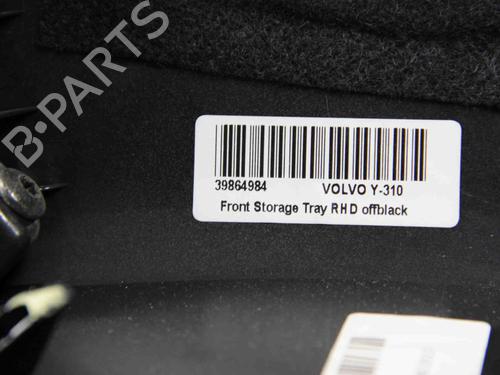 B-PARTS
39864984 VOLVO Y-310
Front Storage Tray RHD offblack